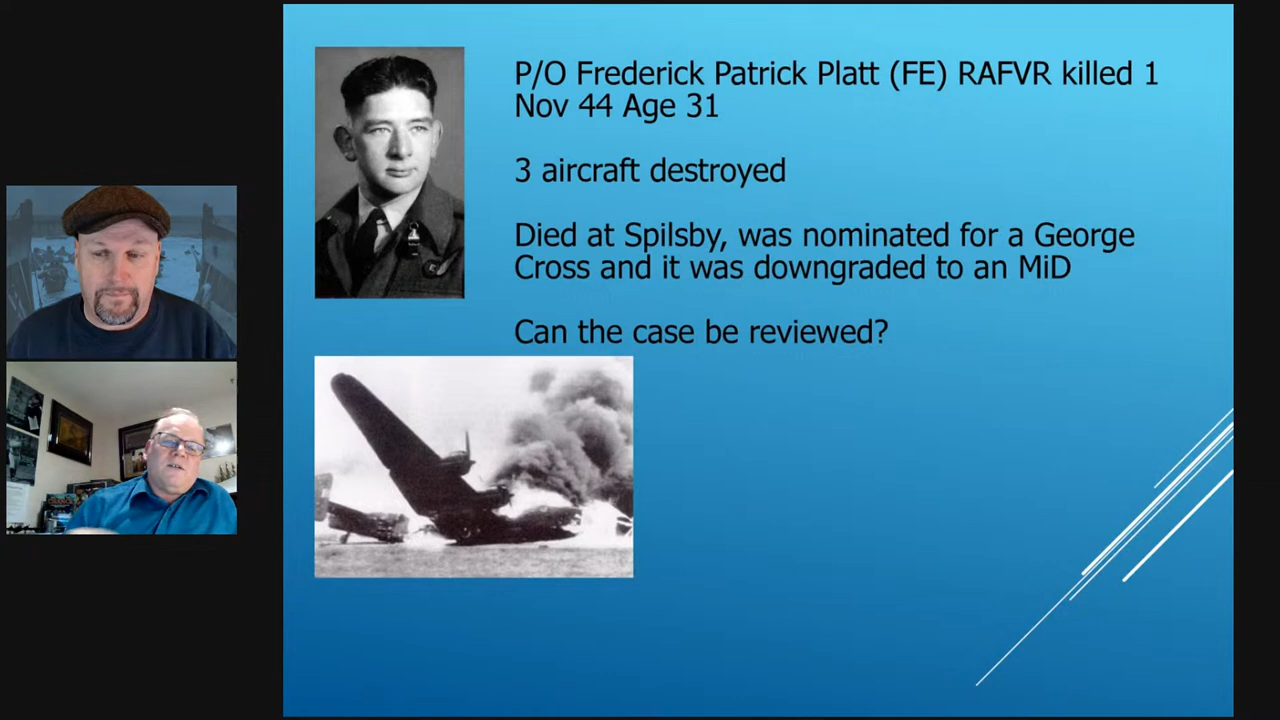 P/O Frederick Patrick Platt (FE) RAFVR killed 1
Nov 44 Age 31
3 aircraft destroyed
Died at Spilsby, was nominated for a George
Cross and it was downgraded to an MiD
Can the case be reviewed?